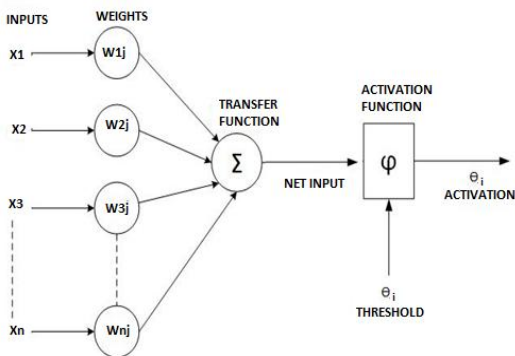 INPUTS
WEIGHTS
X1
W1j
X2
W2j
X3
W3j
Xn
Wnj
TRANSFER
FUNCTION
Σ
NET INPUT
ACTIVATION
FUNCTION
φ
θi
ACTIVATION
θi
THRESHOLD